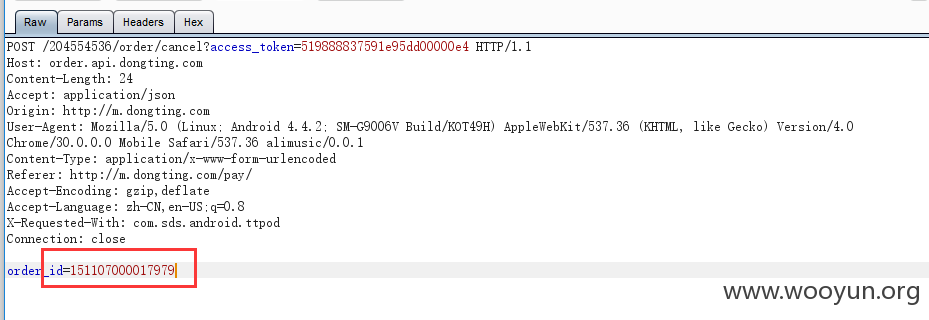 Raw Params Headers Hex
POST /204554536/order/cancel?access_token=519888837591e95dd00000e4 HTTP/1.1
Host: order.api.dongting.com
Content-Length: 24
Accept: application/json
Origin: http://m.dongting.com
User-Agent: Mozilla/5.0 (Linux; Android 4.4.2; SM-G9006V Build/KOT49H) AppleWebKit/537.36 (KHTML, like Gecko) Version/4.0
Chrome/30.0.0.0 Mobile Safari/537.36 alimusic/0.0.1
Content-Type: application/x-www-form-urlencoded
Referer: http://m.dongting.com/pay/
Accept-Encoding: gzip,deflate
Accept-Language: zh-CN,en-US;q=0.8
X-Requested-With: com.sds.android.ttpod
Connection: close
order_id=151107000017979
www.wooyun.org